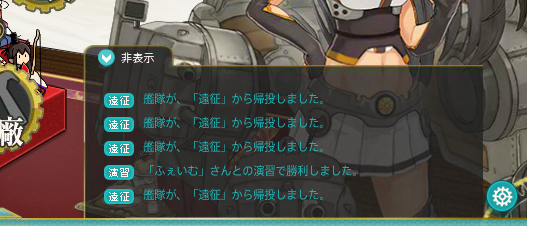 非表示
遠征 艦隊が、「遠征」から帰投しました。
遠征 艦隊が、「遠征」から帰投しました。
遠征 艦隊が、「遠征」から帰投しました。
演習 「ふぇいむ」さんとの演習で勝利しました。
遠征 艦隊が、「遠征」から帰投しました。
廠